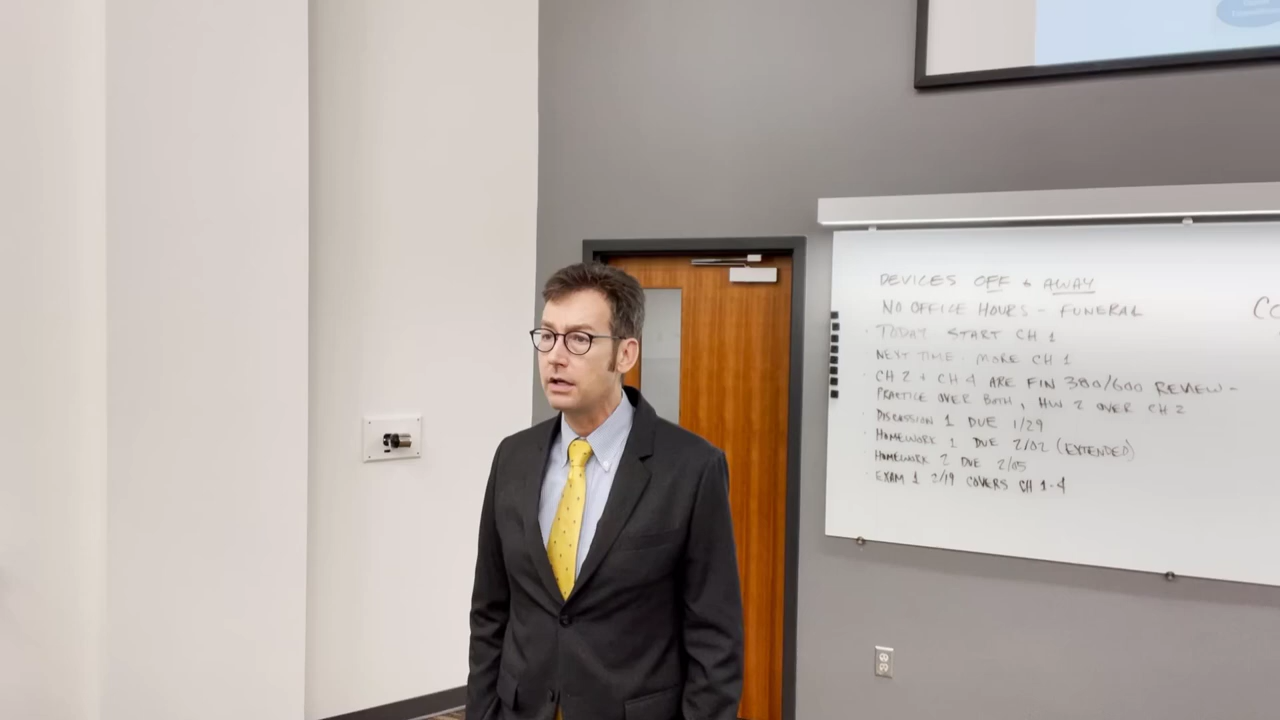 DEVICES OFF & AWAY
NO OFFICE HOURS - FUNERAL
· TODAY START CH 1
· NEXT TIME: MORE CH 1
· CH 2 + CH 4 ARE FIN 380/600 REVIEW -
PRACTICE OVER BOTH, HW 2 OVER CH 2
· DISCUSSION 1 DUE 1/29
· HOMEWORK 1 DUE 2/02 (EXTENDED)
· HOMEWORK 2 DUE 2/05
· EXAM 1 2/19 COVERS CH 1-4